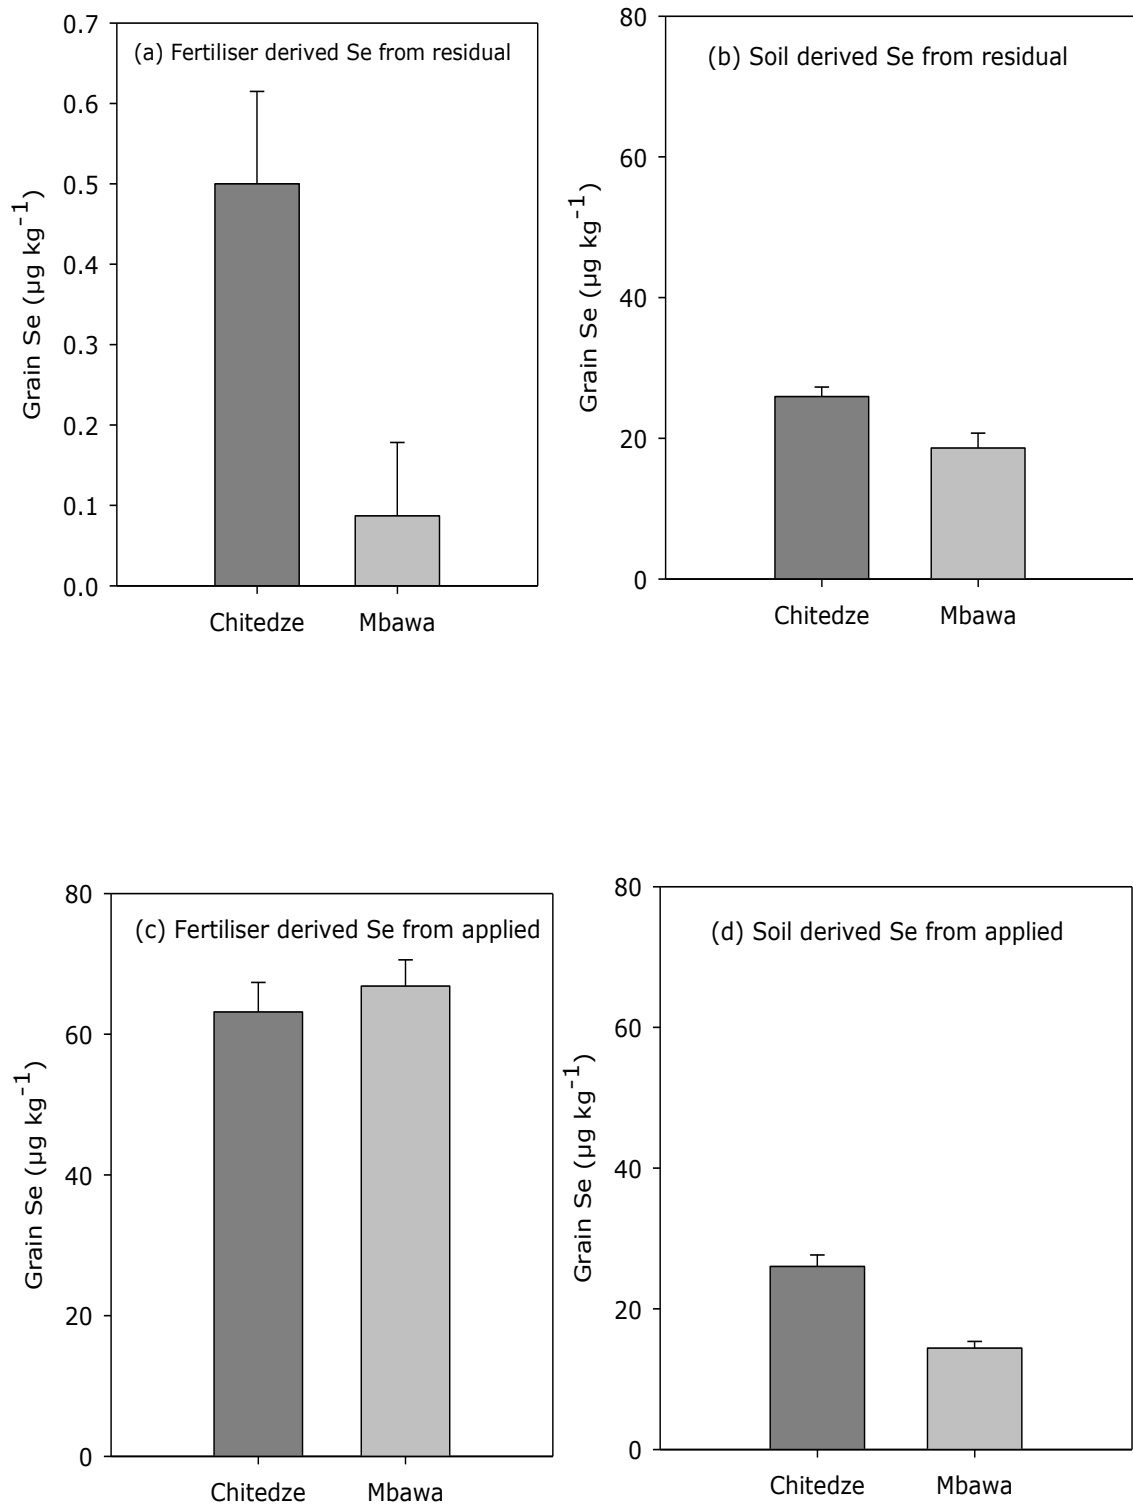 (a) Fertiliser derived Se from residual
Grain Se (µg kg⁻¹)
0.7
0.6
0.5
0.4
0.3
0.2
0.1
0.0
Chitedze Mbawa
(b) Soil derived Se from residual
Grain Se (µg kg⁻¹)
80
60
40
20
0
Chitedze Mbawa
(c) Fertiliser derived Se from applied
Grain Se (µg kg⁻¹)
80
60
40
20
0
Chitedze Mbawa
(d) Soil derived Se from applied
Grain Se (µg kg⁻¹)
80
60
40
20
0
Chitedze Mbawa